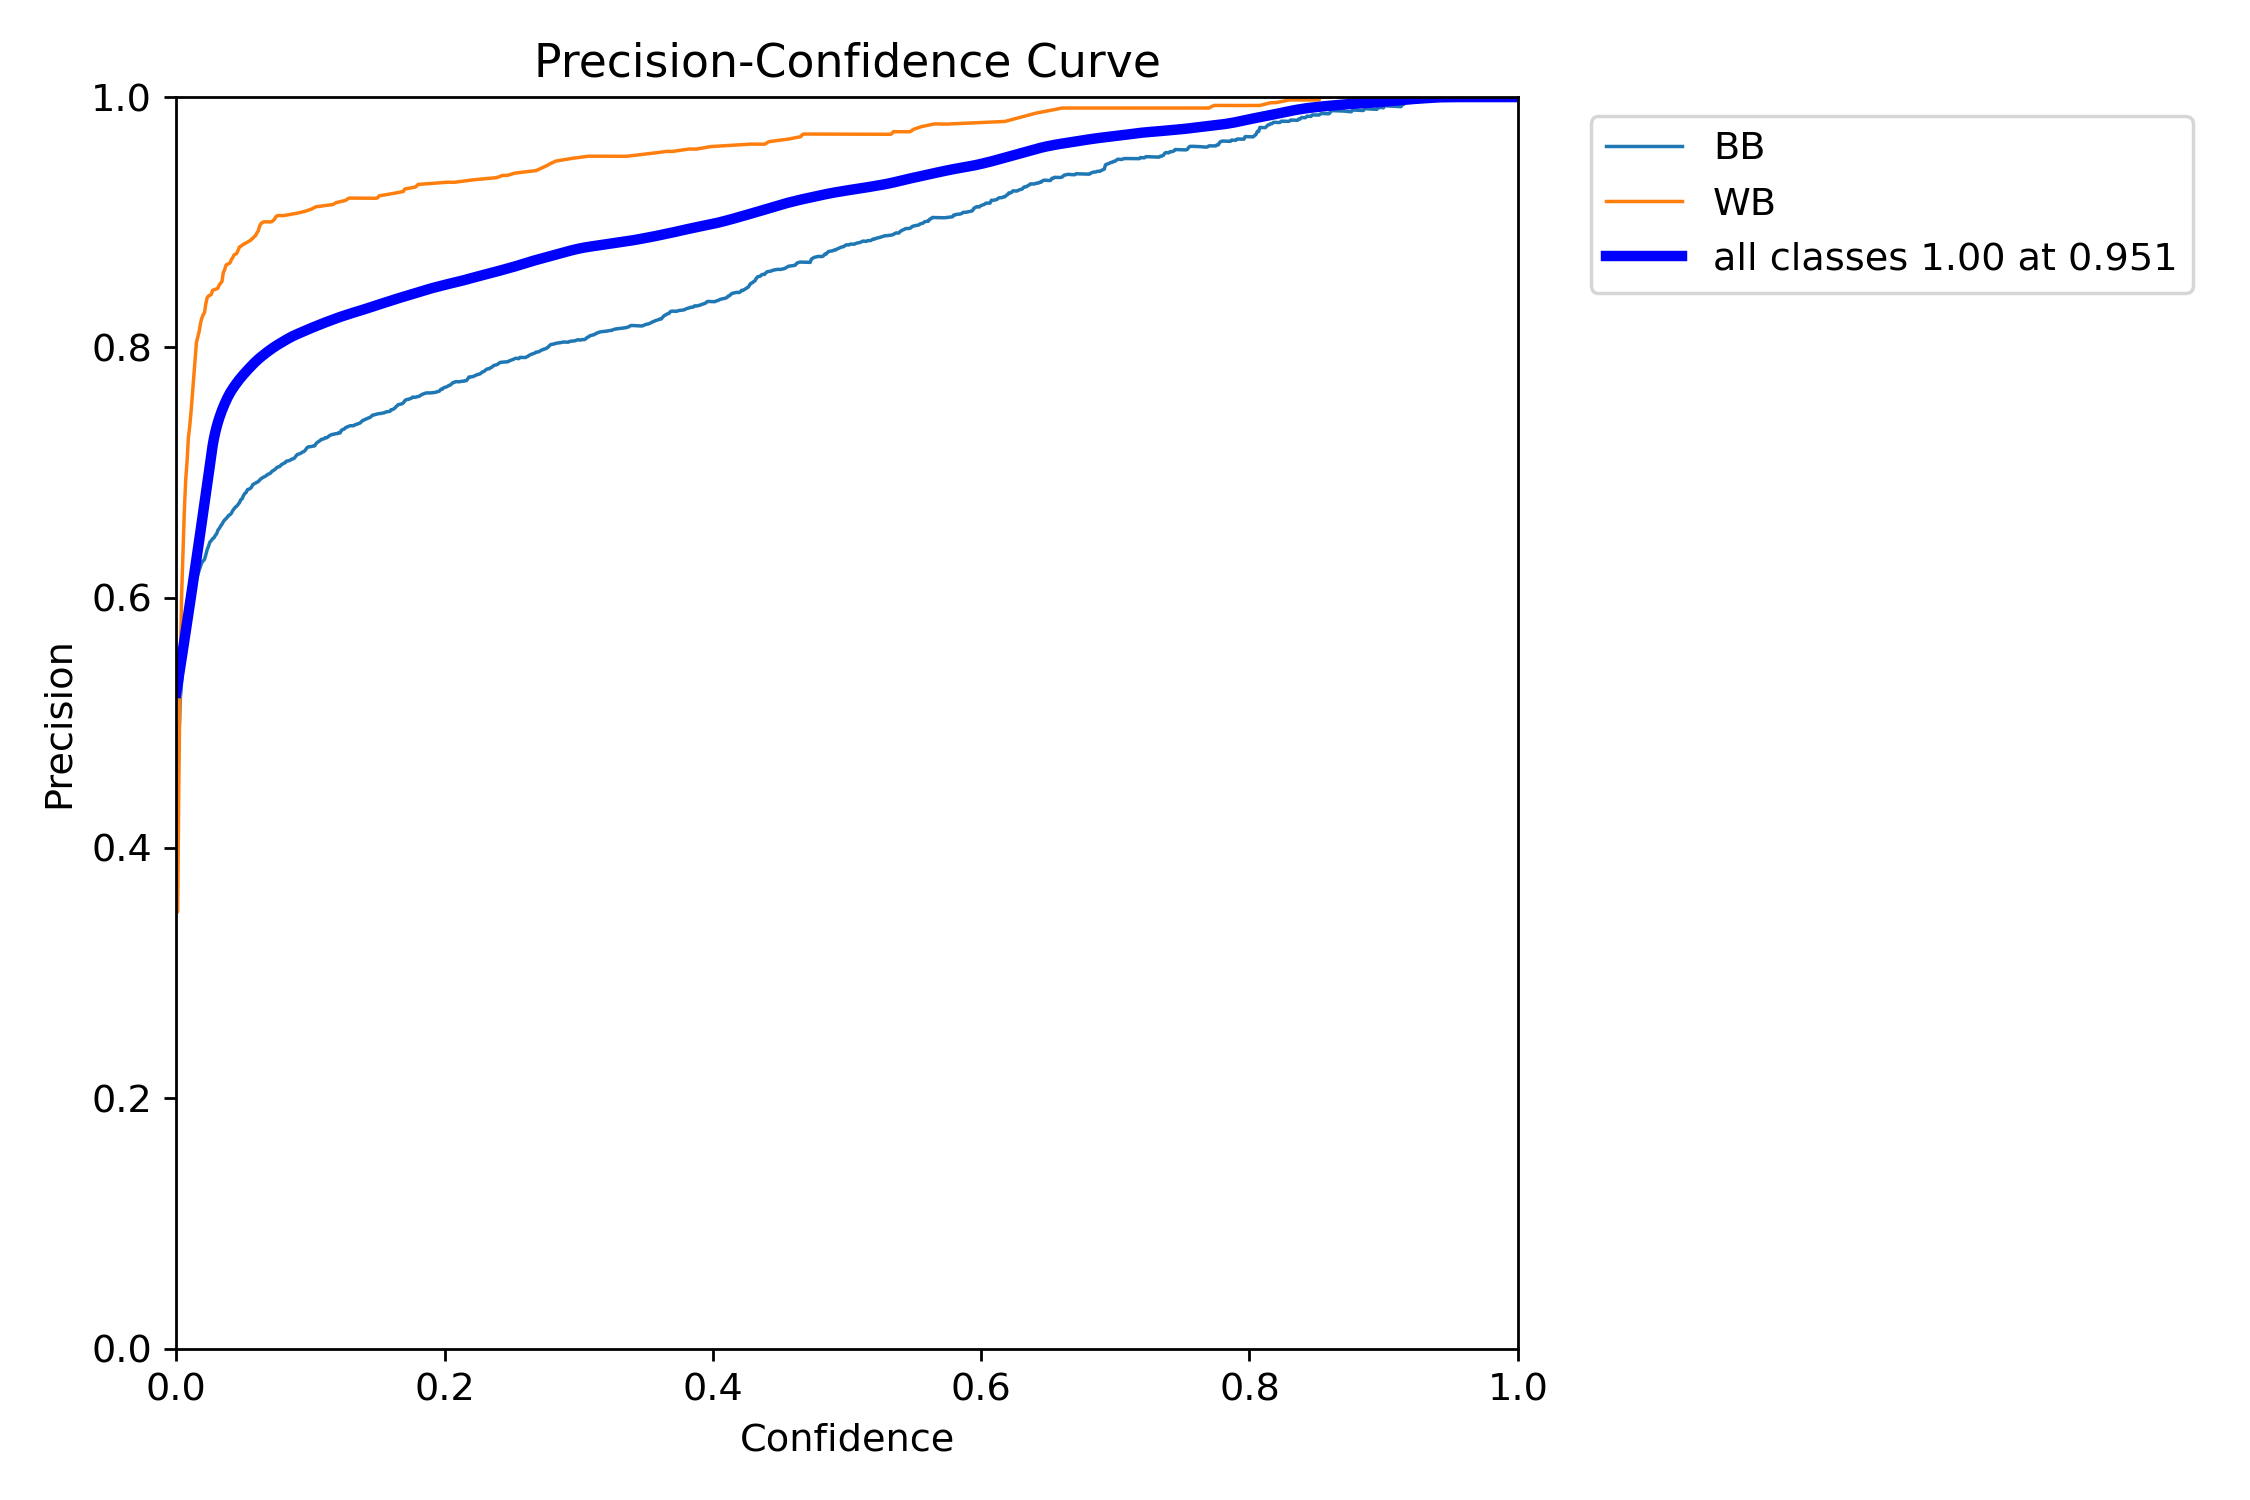 Precision-Confidence Curve
1.0
0.8
0.6
0.4
0.2
0.0
Precision
0.0 0.2 0.4 0.6 0.8 1.0
Confidence
BB
WB
all classes 1.00 at 0.951